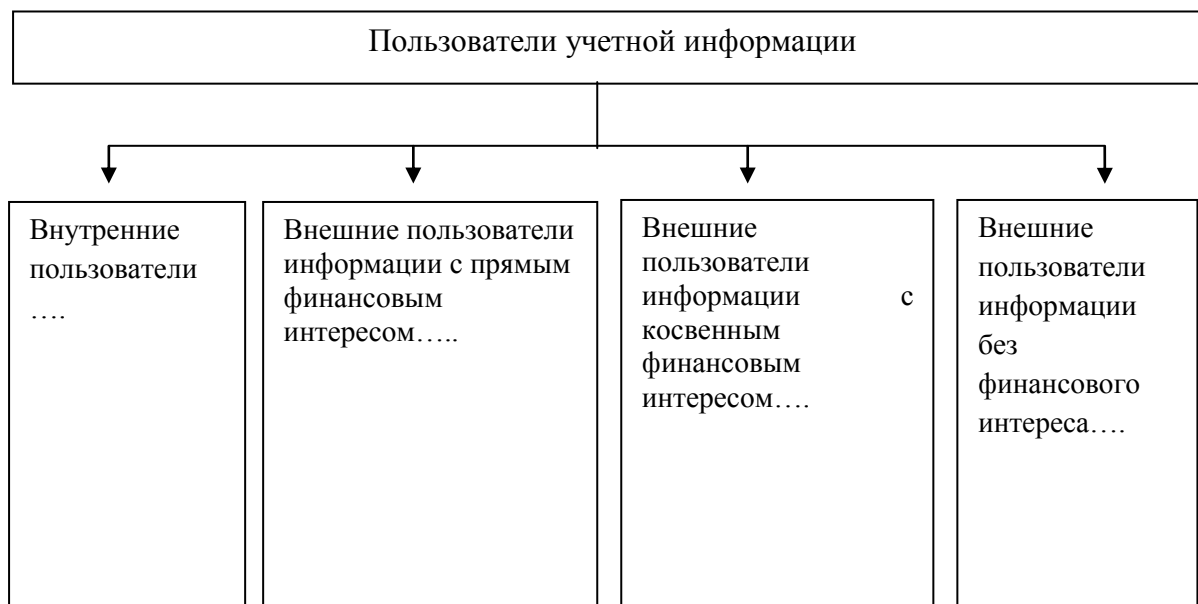 Пользователи учетной информации
Внутренние
пользователи
….
Внешние пользователи
информации с прямым
финансовым
интересом…..
Внешние
пользователи
информации с
косвенным
финансовым
интересом….
Внешние
пользователи
информации
без
финансового
интереса….